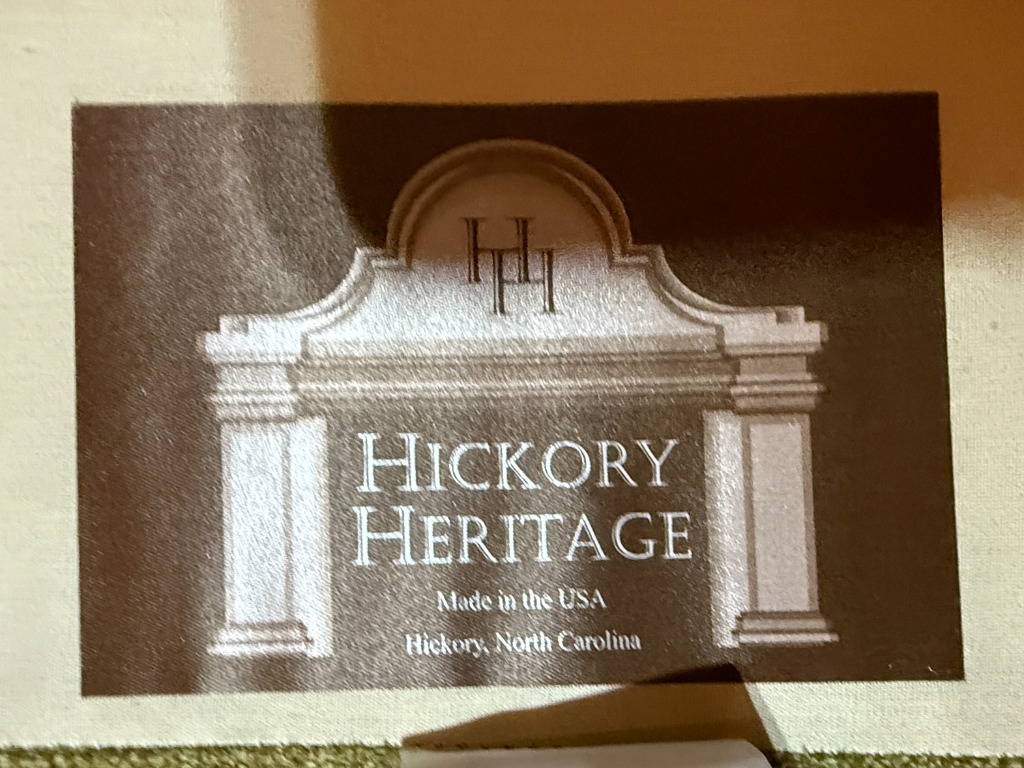 HH
HICKORY
HERITAGE
Made in the USA
Hickory, North Carolina